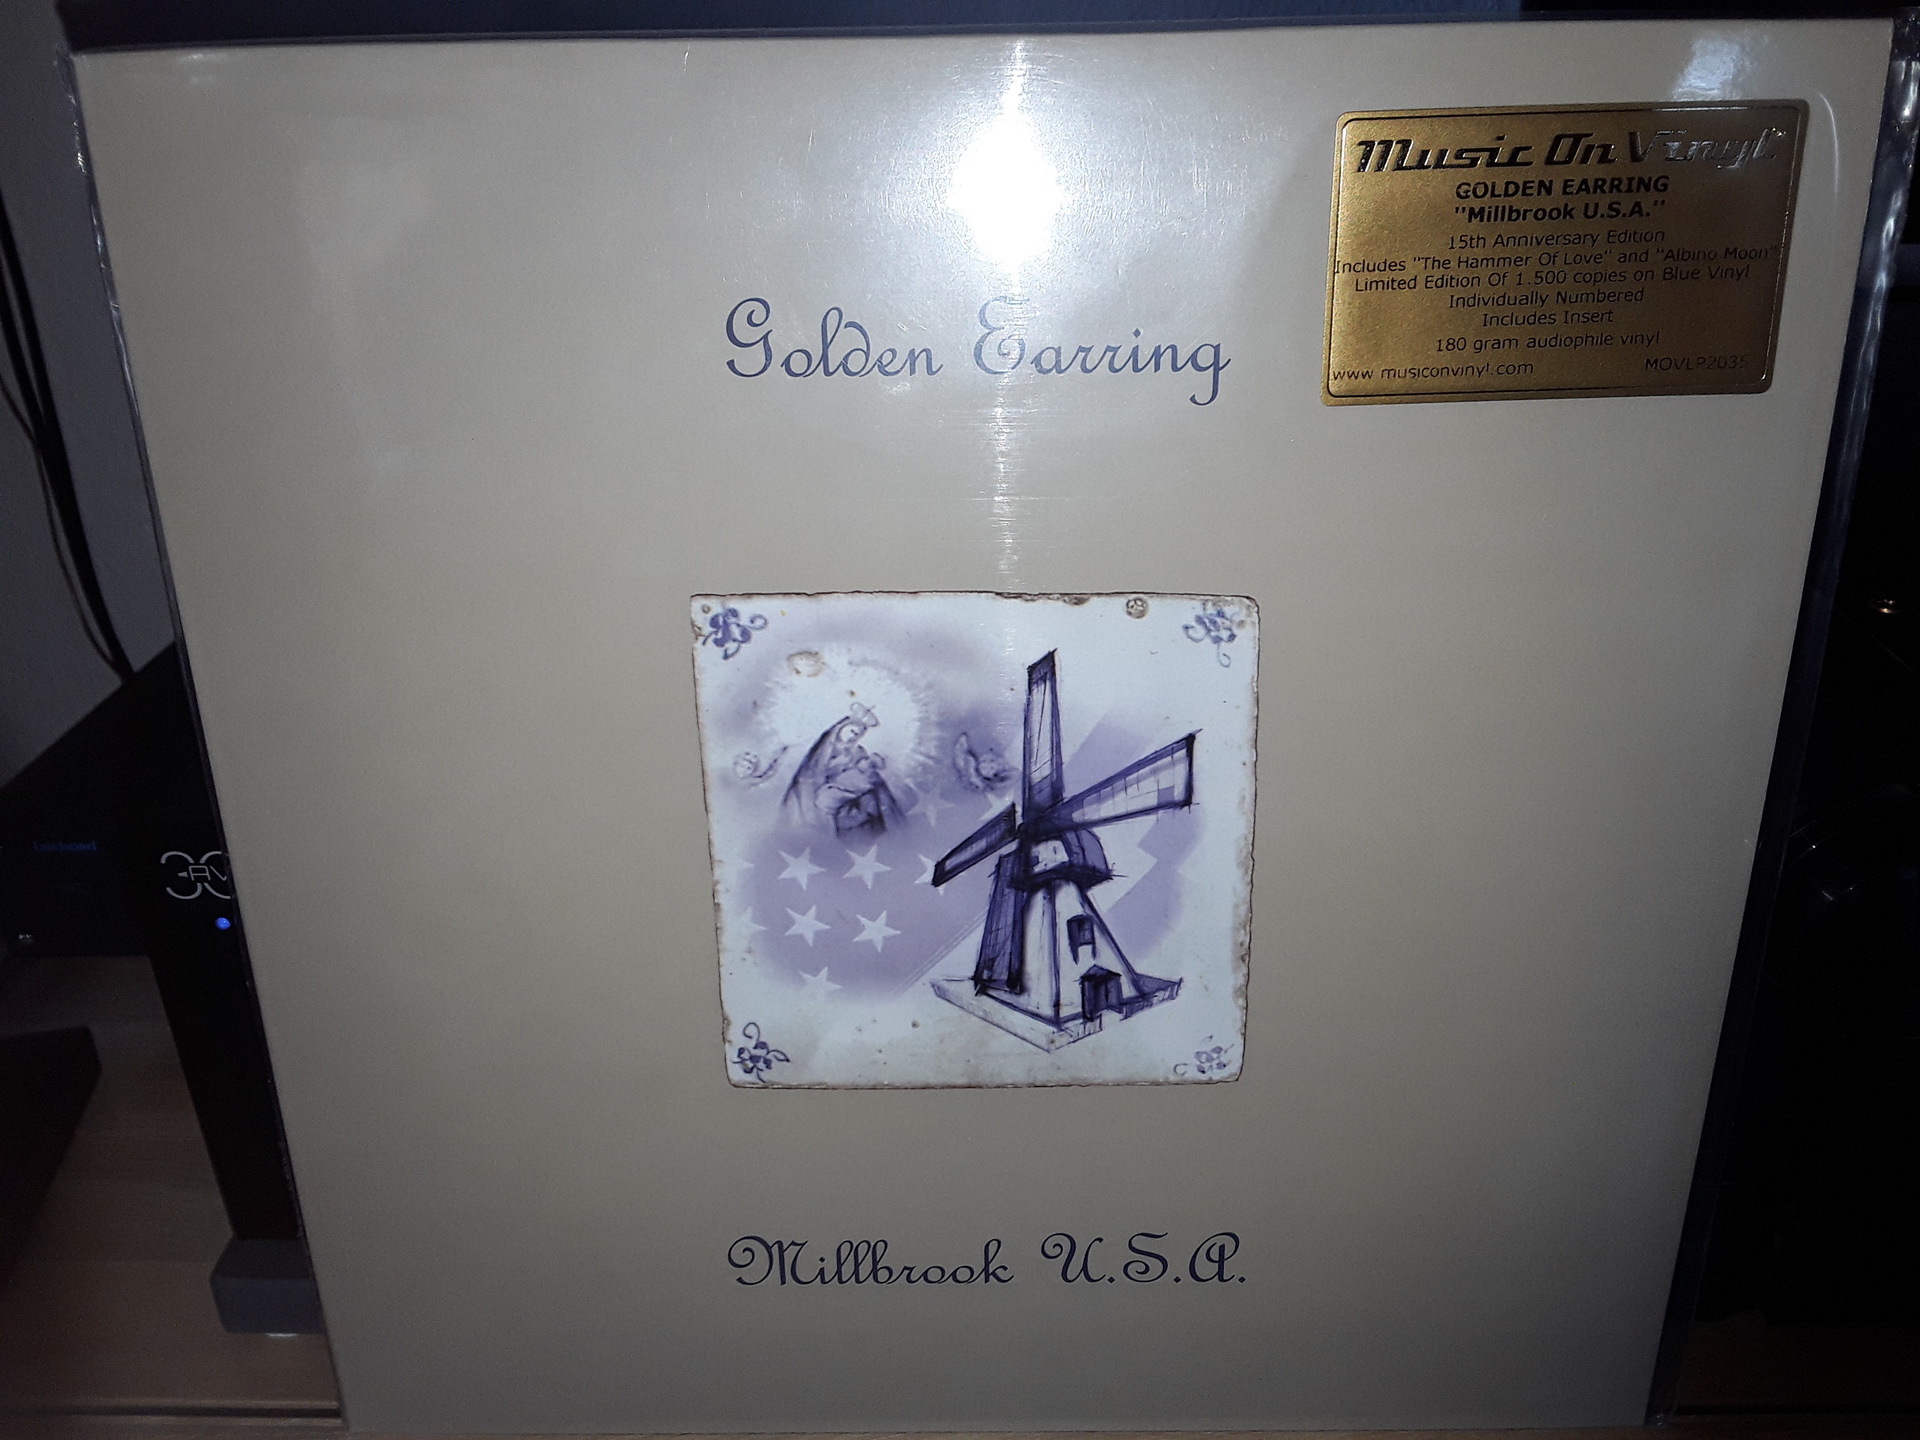 Music On Vinyl
GOLDEN EARRING
"Millbrook U.S.A."
15th Anniversary Edition
Includes "The Hammer Of Love" and "Albino Moon"
Limited Edition Of 1.500 copies on Blue Vinyl
Individually Numbered
Includes Insert
180 gram audiophile vinyl
www.musiconvinyl.com MOVLP2035
Golden Earring
Millbrook U.S.A.